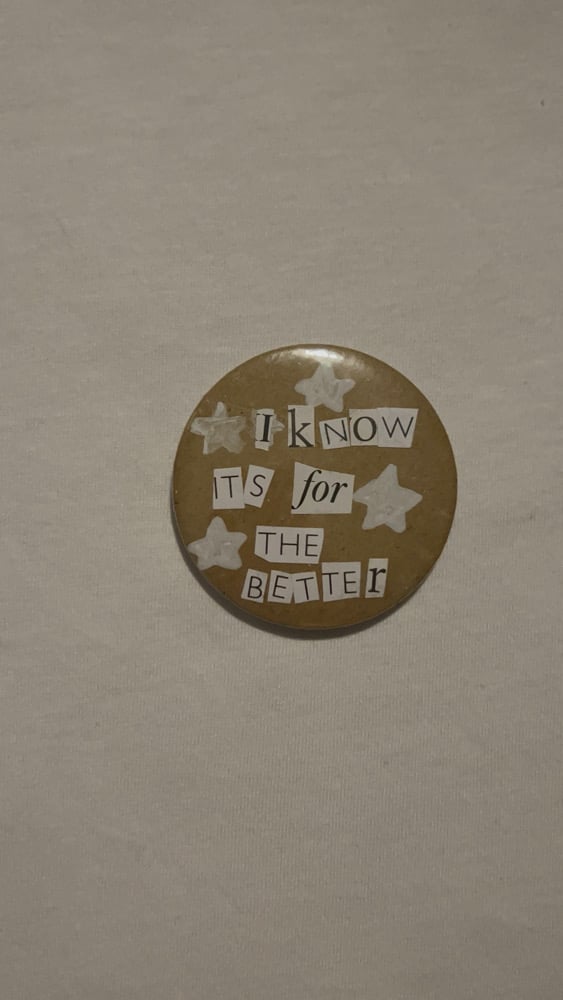 I kNOW
ITS for
THE
BETTEr